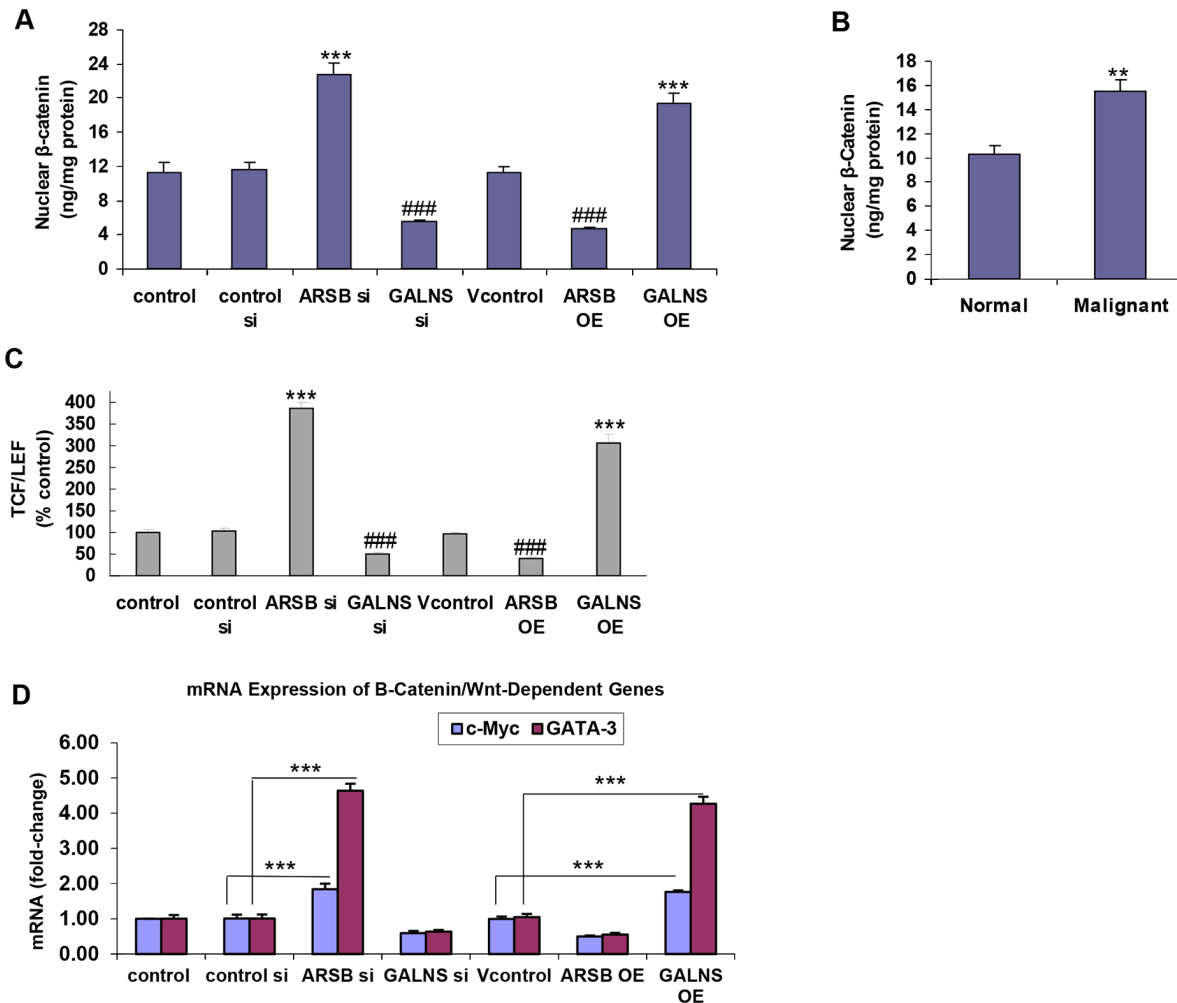 A
Nuclear β-catenin
(ng/mg protein)
28
24
20
16
12
8
4
0
***
###
###
***
control
control
si
ARSB si
GALNS
si
Vcontrol
ARSB
OE
GALNS
OE
B
Nuclear β-Catenin
(ng/mg protein)
18
16
14
12
10
8
6
4
2
0
**
Normal
Malignant
C
TCF/LEF
(% control)
400
350
300
250
200
150
100
50
0
***
###
###
***
control
control
si
ARSB si
GALNS
si
Vcontrol
ARSB
OE
GALNS
OE
D
mRNA Expression of B-Catenin/Wnt-Dependent Genes
c-Myc
GATA-3
mRNA (fold-change)
6.00
5.00
4.00
3.00
2.00
1.00
0.00
***
***
***
***
control
control si
ARSB si
GALNS si
Vcontrol
ARSB OE
GALNS
OE